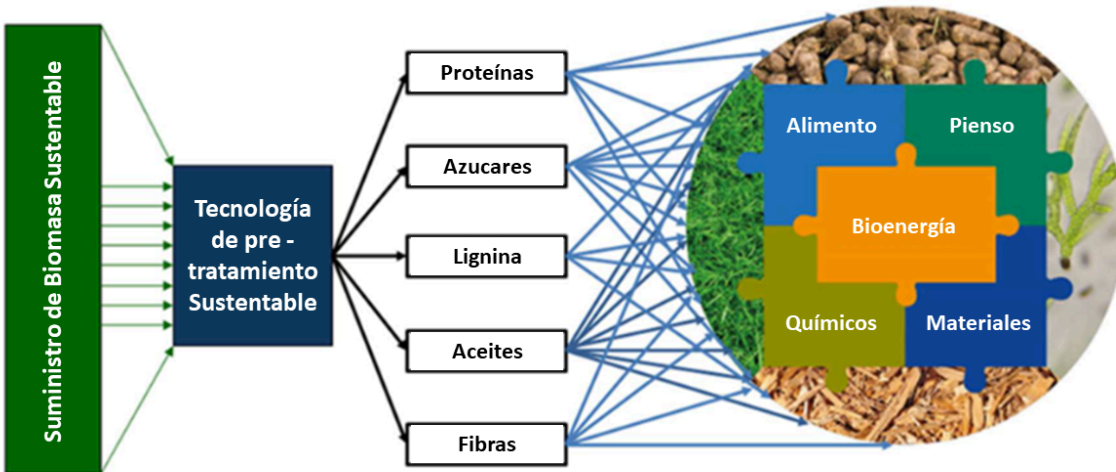 Suministro de Biomasa Sustentable
Tecnología
de pre -
tratamiento
Sustentable
Proteínas
Azucares
Lignina
Aceites
Fibras
Alimento
Pienso
Bioenergía
Químicos
Materiales